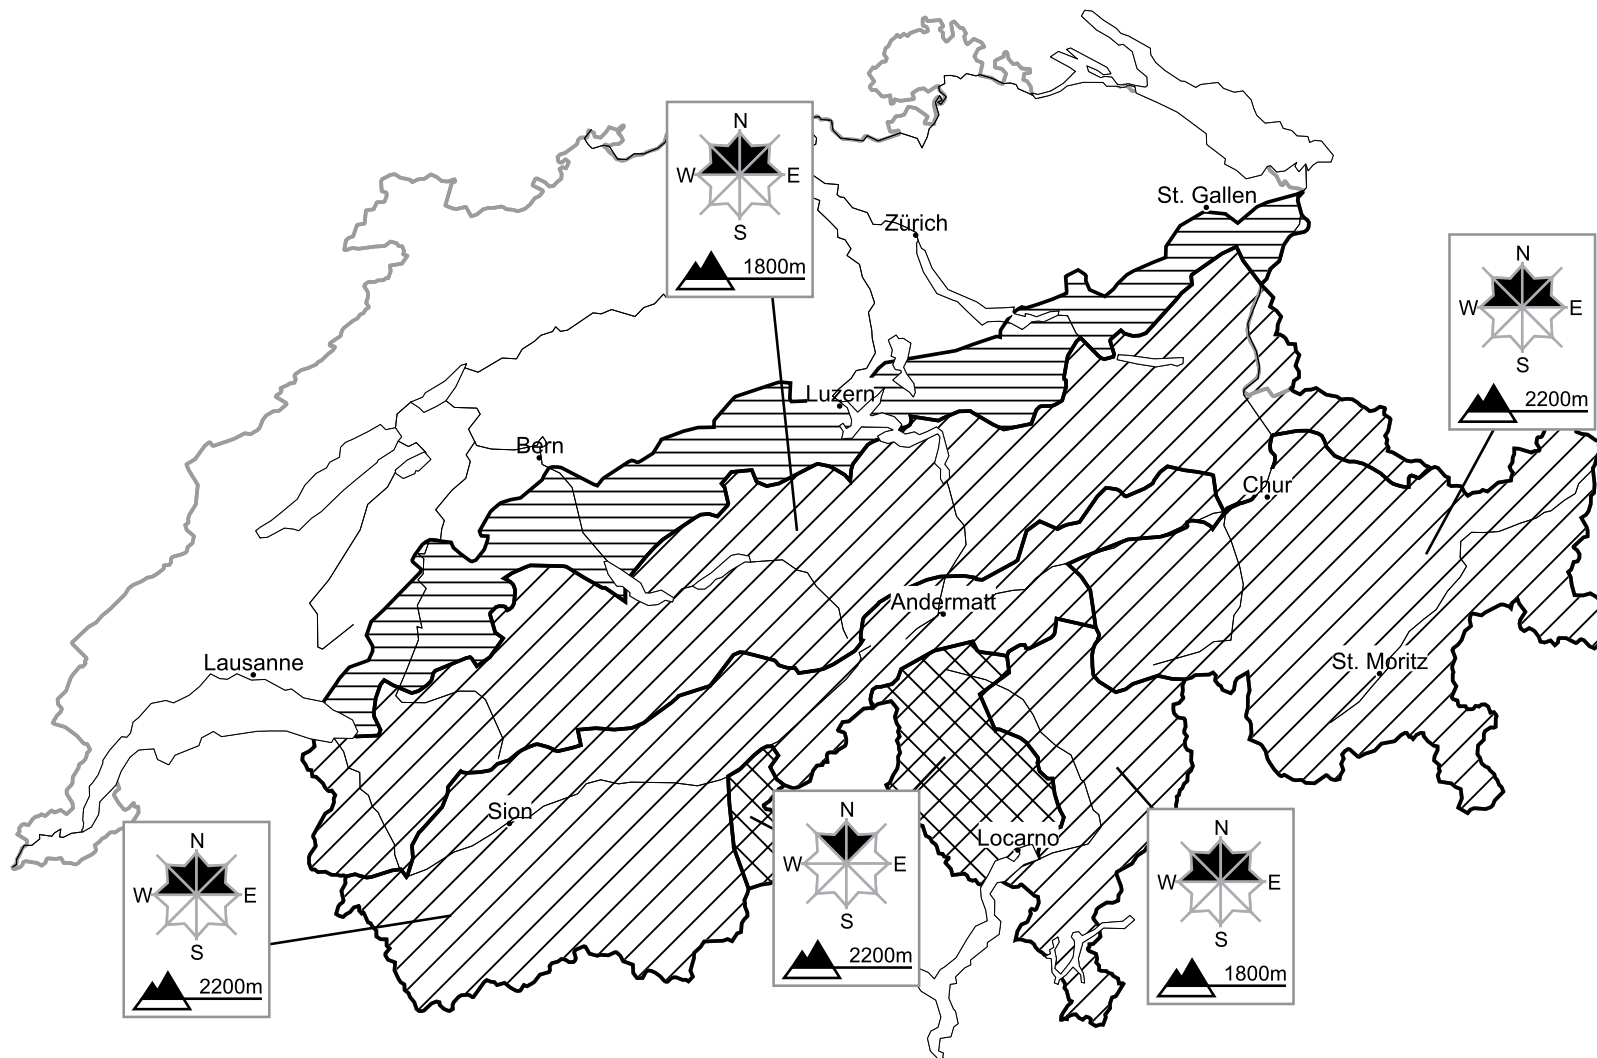 N
W E
S
1800m
St. Gallen
Zürich
N
W E
S
2200m
Luzern
Bern
Chur
Andermatt
Lausanne
St. Moritz
Sion
Locarno
N
W E
S
2200m
N
W E
S
2200m
N
W E
S
1800m